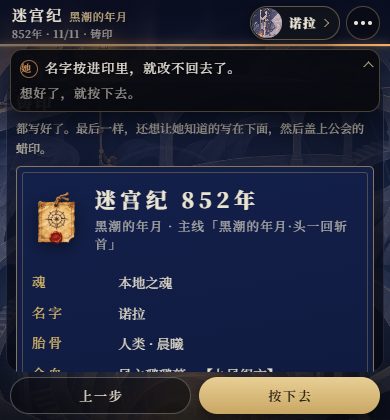 迷宫纪 黑潮的年月
852年 · 11/11 · 铸印
诺拉
她 名字按进印里，就改不回去了。
想好了，就按下去。
都写好了。最后一样，还想让她知道的写在下面，然后盖上公会的
蜡印。
迷宫纪 852年
黑潮的年月 · 主线「黑潮的年月·头一回斩
首」
魂 本地之魂
名字 诺拉
胎骨 人类 · 晨曦
上一步
按下去